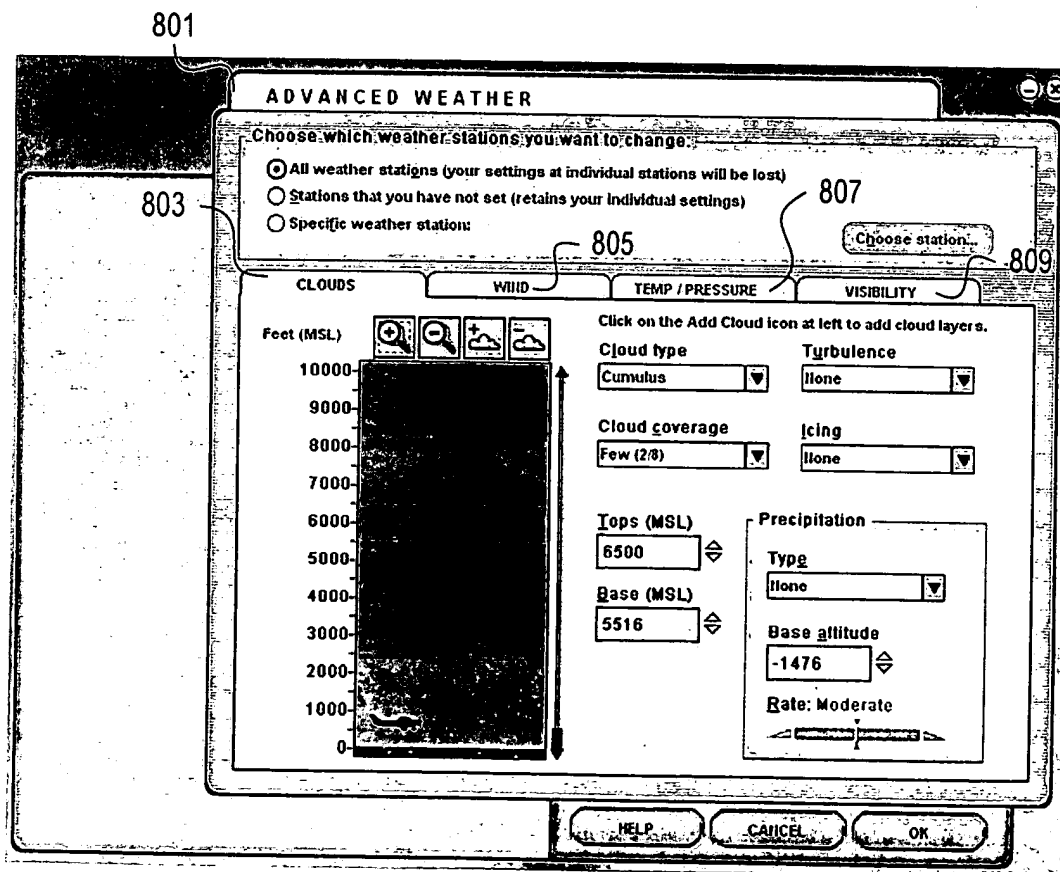 801
ADVANCED WEATHER
Choose which weather stations you want to change:
All weather stations (your settings at individual stations will be lost)
803
807
Stations that you have not set (retains your individual settings)
Specific weather station:
805
Choose station...
809
CLOUDS
WIND
TEMP / PRESSURE
VISIBILITY
Feet (MSL)
Click on the Add Cloud icon at left to add cloud layers.
Cloud type
Turbulence
Cumulus
None
Cloud coverage
Icing
Few (2/8)
None
10000
9000
8000
7000
6000
5000
4000
3000
2000
1000
0
Tops (MSL)
6500
Base (MSL)
5516
Precipitation
Type
None
Base altitude
-1476
Rate: Moderate
HELP
CANCEL
OK